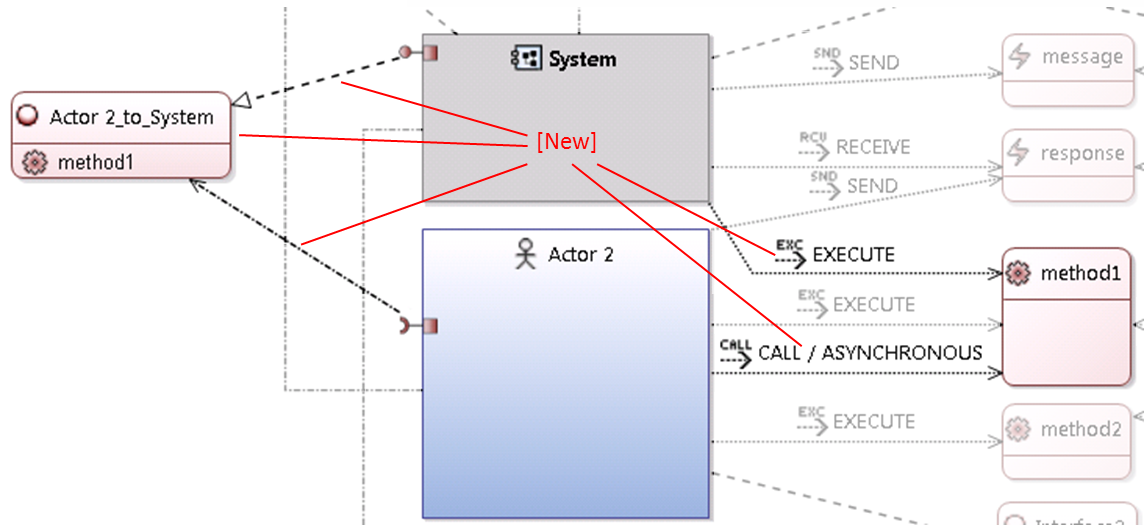 System
SND SEND
message
Actor 2_to_System
method1
[New]
RCV RECEIVE
response
SND SEND
Actor 2
EXC EXECUTE
method1
EXC EXECUTE
CALL CALL / ASYNCHRONOUS
EXC EXECUTE
method2